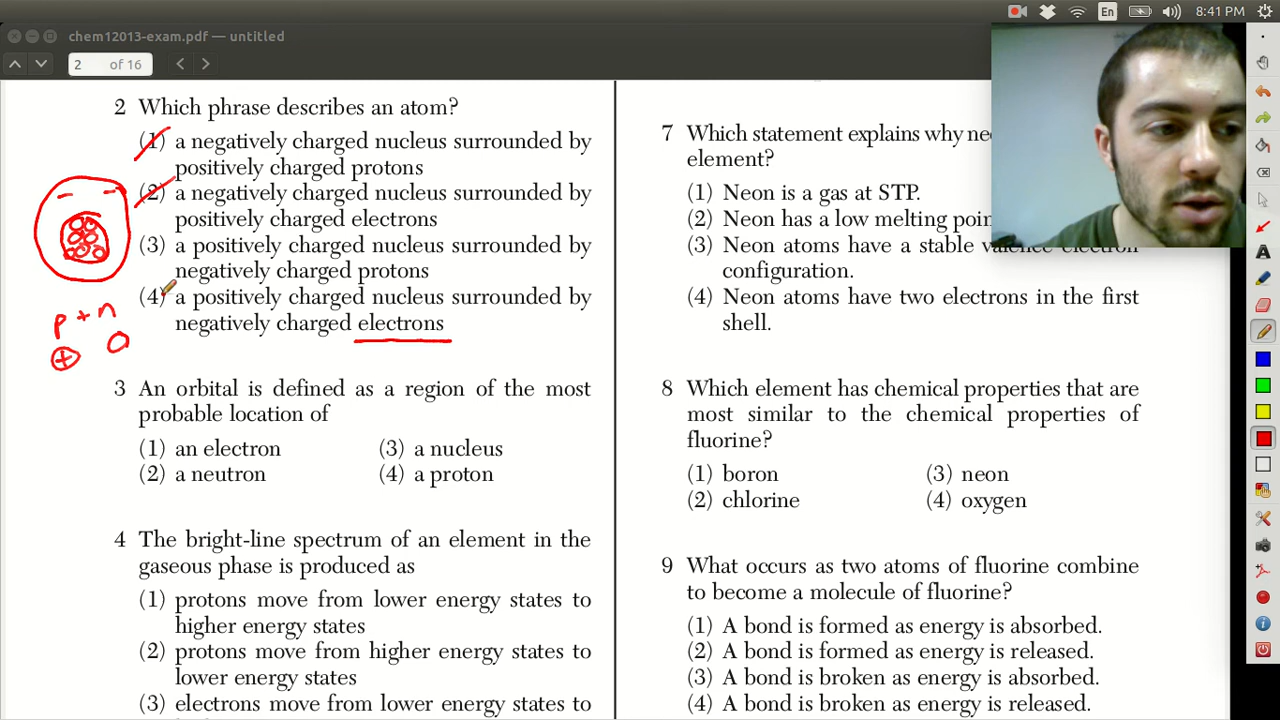 En
8:41 PM
chem12013-exam.pdf — untitled
2 of 16
2 Which phrase describes an atom?
(1) a negatively charged nucleus surrounded by
positively charged protons
(2) a negatively charged nucleus surrounded by
positively charged electrons
(3) a positively charged nucleus surrounded by
negatively charged protons
(4) a positively charged nucleus surrounded by
negatively charged electrons
p + n
+
3 An orbital is defined as a region of the most
probable location of
(1) an electron
(3) a nucleus
(2) a neutron
(4) a proton
4 The bright-line spectrum of an element in the
gaseous phase is produced as
(1) protons move from lower energy states to
higher energy states
(2) protons move from higher energy states to
lower energy states
(3) electrons move from lower energy states to
7 Which statement explains why
element?
(1) Neon is a gas at STP.
(2) Neon has a low melting
(3) Neon atoms have a stable valence electron
configuration.
(4) Neon atoms have two electrons in the first
shell.
8 Which element has chemical properties that are
most similar to the chemical properties of
fluorine?
(1) boron
(3) neon
(2) chlorine
(4) oxygen
9 What occurs as two atoms of fluorine combine
to become a molecule of fluorine?
(1) A bond is formed as energy is absorbed.
(2) A bond is formed as energy is released.
(3) A bond is broken as energy is absorbed.
(4) A bond is broken as energy is released.